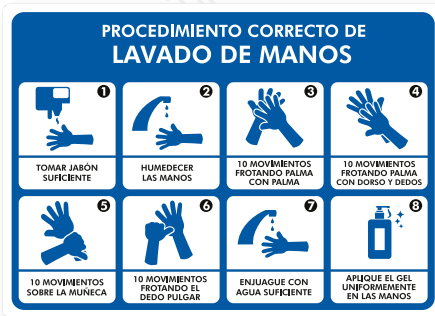 PROCEDIMIENTO CORRECTO DE
LAVADO DE MANOS
1
TOMAR JABÓN
SUFICIENTE
2
HUMEDECER
LAS MANOS
3
10 MOVIMIENTOS
FROTANDO PALMA
CON PALMA
4
10 MOVIMIENTOS
FROTANDO PALMA
CON DORSO Y DEDOS
5
10 MOVIMIENTOS
SOBRE LA MUÑECA
6
10 MOVIMIENTOS
FROTANDO EL
DEDO PULGAR
7
ENJUAGUE CON
AGUA SUFICIENTE
8
APLIQUE EL GEL
UNIFORMEMENTE
EN LAS MANOS